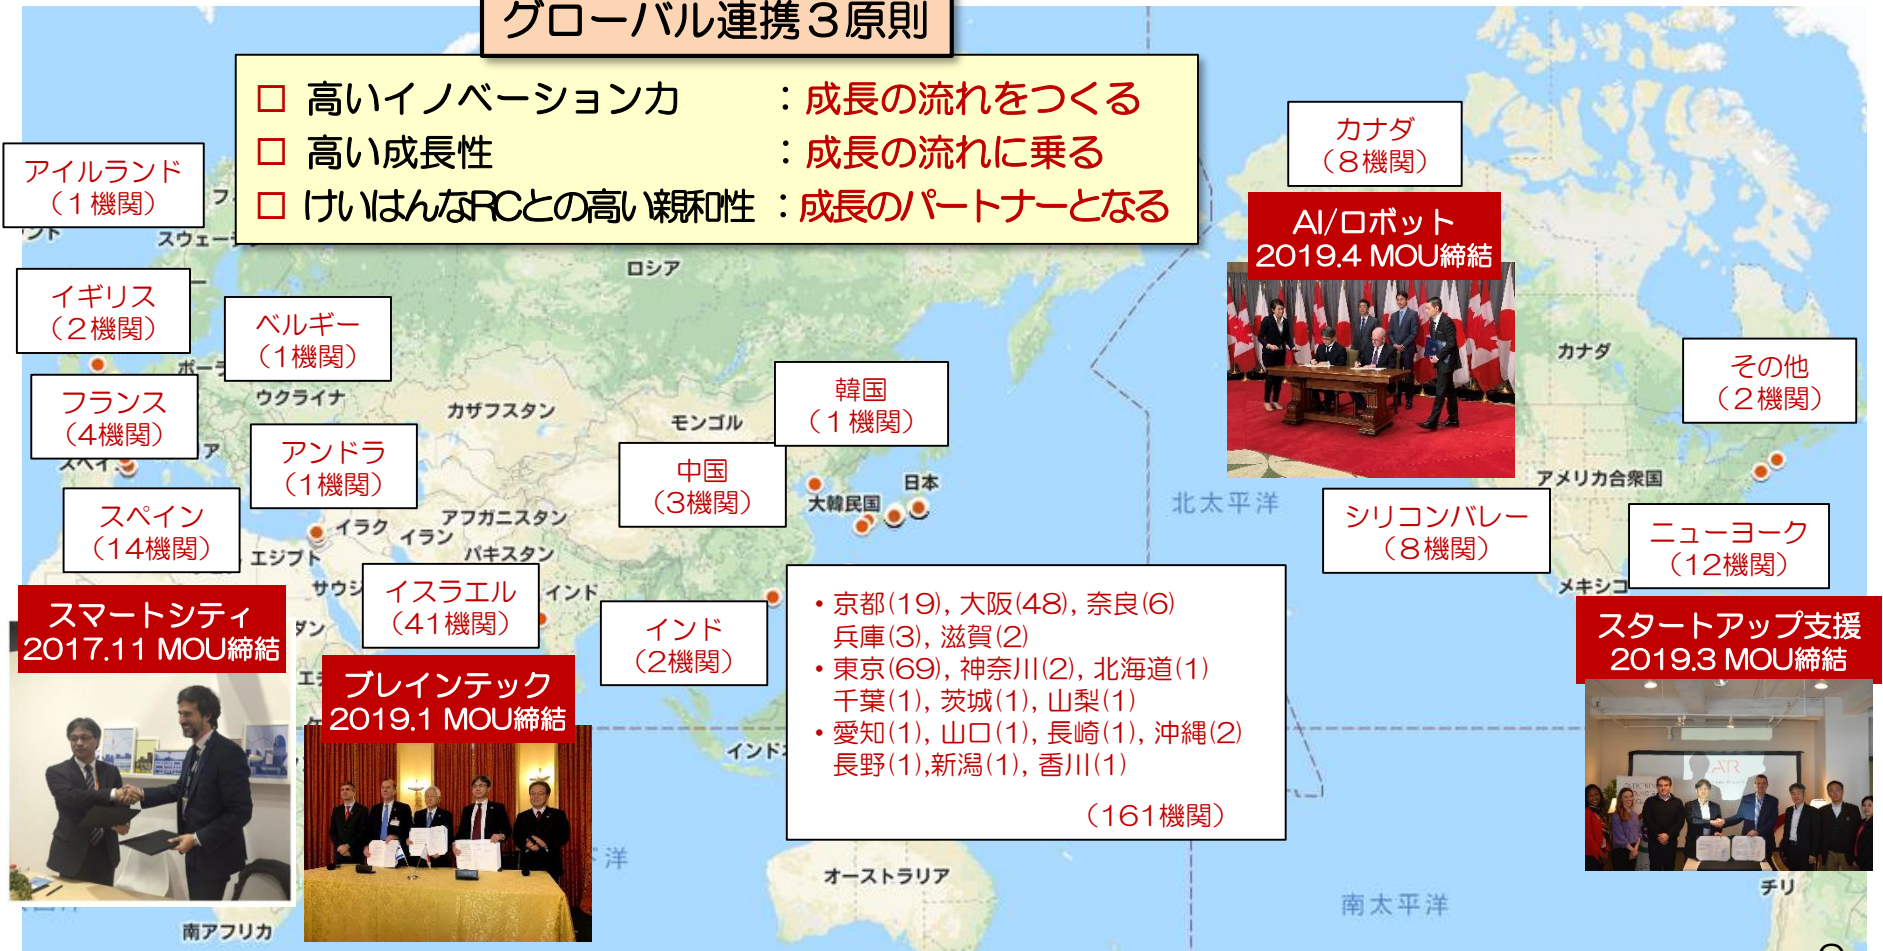 グローバル連携３原則
□ 高いイノベーション力 ：成長の流れをつくる
□ 高い成長性 ：成長の流れに乗る
□ けいはんなRCとの高い親和性 ：成長のパートナーとなる
アイルランド
（１機関）
スウェー
ロシア
イギリス
（２機関）
ベルギー
（1機関）
ポーラ
ウクライナ
フランス
（4機関）
ア
スペイ
アンドラ
（1機関）
カザフスタン
モンゴル
韓国
（１機関）
中国
（3機関）
大韓民国
日本
スペイン
（14機関）
エジプト
イラク
イラン
アフガニスタン
パキスタン
サウジ
インド
イスラエル
（41機関）
インド
（2機関）
スマートシティ
2017.11 MOU締結
ダン
ブレインテック
2019.1 MOU締結
・京都(19), 大阪(48), 奈良(6)
兵庫(3), 滋賀(2)
・東京(69), 神奈川(2), 北海道(1)
千葉(1), 茨城(1), 山梨(1)
・愛知(1), 山口(1), 長崎(1), 沖縄(2)
長野(1),新潟(1), 香川(1)
（161機関）
カナダ
（８機関）
AI/ロボット
2019.4 MOU締結
カナダ
その他
（２機関）
アメリカ合衆国
北太平洋
シリコンバレー
（８機関）
ニューヨーク
（12機関）
メキシコ
スタートアップ支援
2019.3 MOU締結
ATR
インド
洋
オーストラリア
南太平洋
チリ
南アフリカ